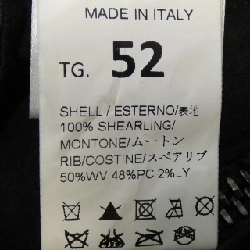 MADE IN ITALY
TG. 52
SHELL / ESTERNO/表地
100% SHEARLING/
MONTONE/ムートン
RIB/COSTINE/スペアリブ
50%WV 48%PC 2%LY